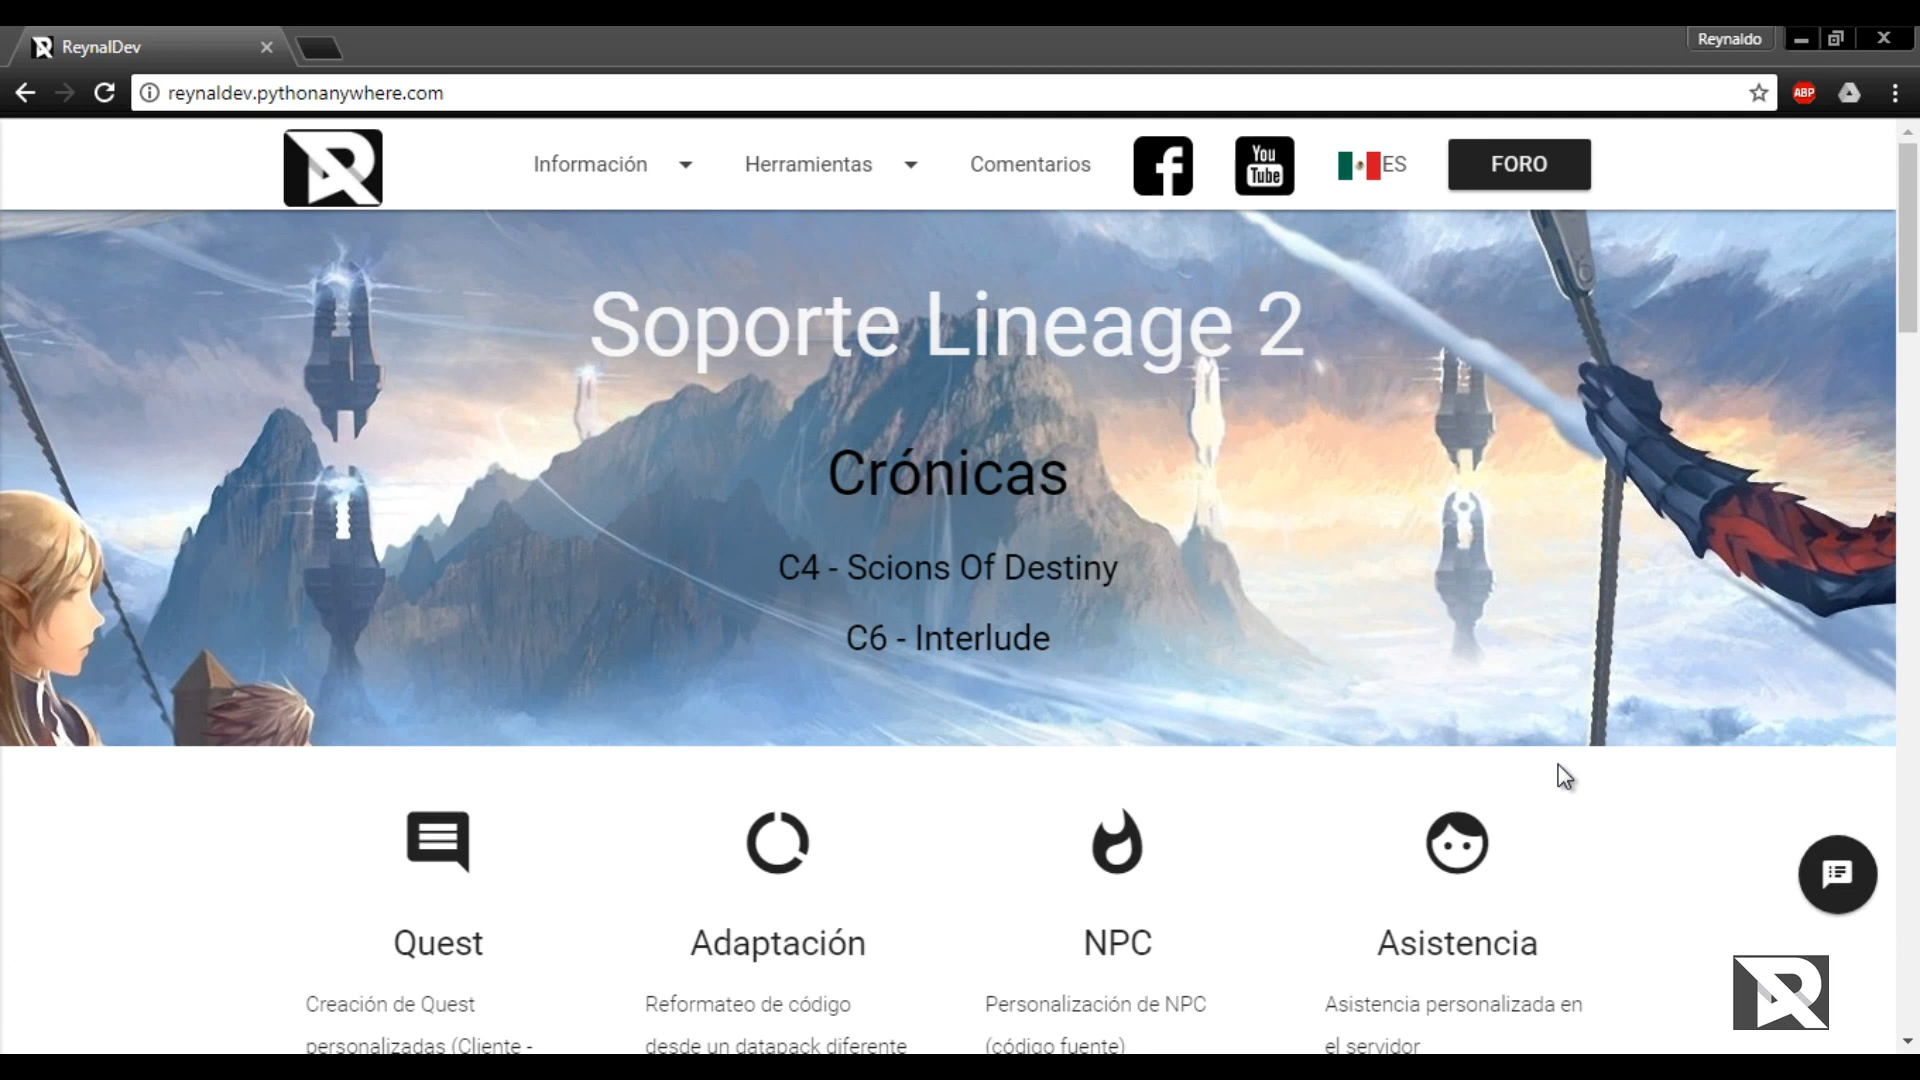 ReynalDev
Reynaldo
reynaldev.pythonanywhere.com
ABP
Información
Herramientas
Comentarios
You
Tube
ES
FORO
Soporte Lineage 2
Crónicas
C4 - Scions Of Destiny
C6 - Interlude
Quest
Adaptación
NPC
Asistencia
Creación de Quest
personalizadas (Cliente -
Reformateo de código
desde un datapack diferente
Personalización de NPC
(código fuente)
Asistencia personalizada en
el servidor